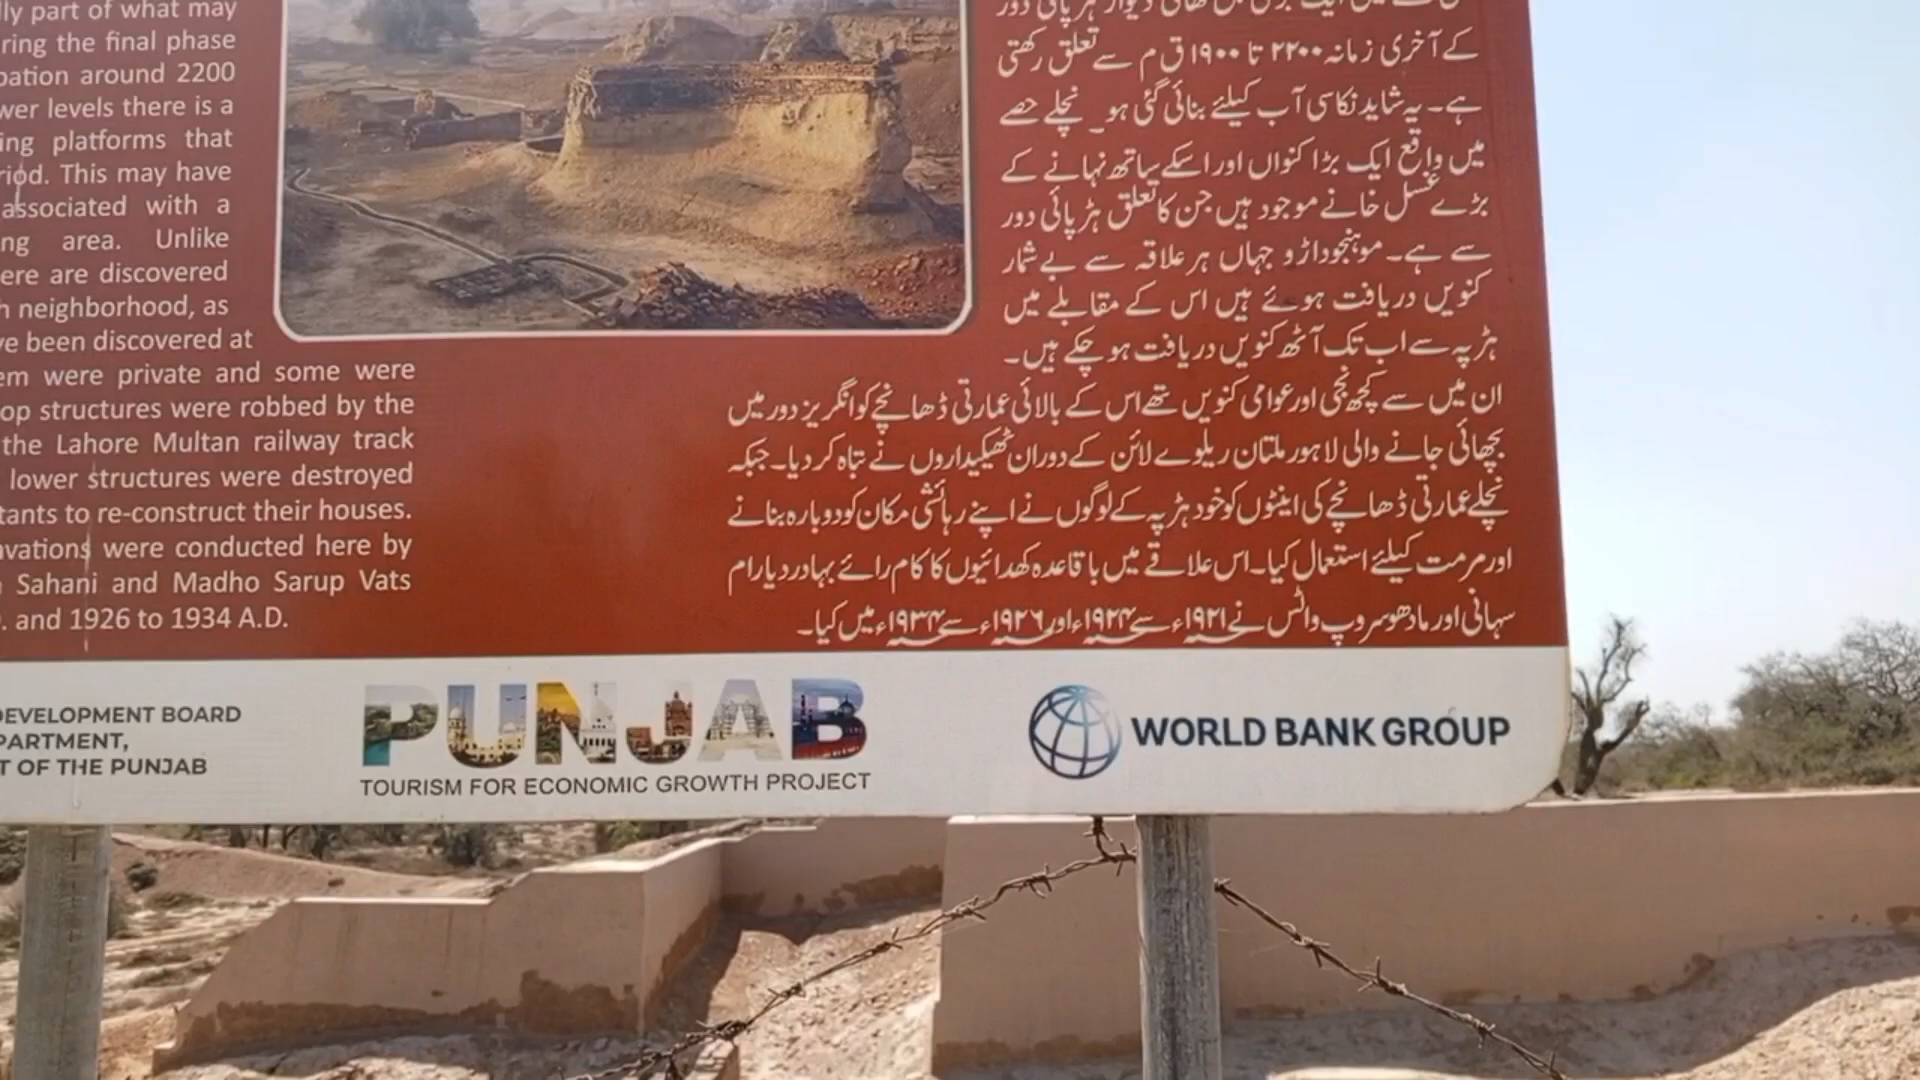 lly part of what may
ring the final phase
pation around 2200
wer levels there is a
ing platforms that
riod. This may have
associated with a
ng area. Unlike
ere are discovered
h neighborhood, as
ve been discovered at
em were private and some were
op structures were robbed by the
the Lahore Multan railway track
lower structures were destroyed
tants to re-construct their houses.
avations were conducted here by
Sahani and Madho Sarup Vats
. and 1926 to 1934 A.D.
کے آخری زمانہ ۲۲۰۰ تا ۱۹۰۰ ق م سے تعلق رکھتی
ہے۔ یہ شاید نکاسی آب کیلئے بنائی گئی ہو۔ نچلے حصے
میں واقع ایک بڑا کنواں اور اسکے ساتھ نہانے کے
بڑے غسل خانے موجود ہیں جن کا تعلق ہڑپائی دور
سے ہے۔ موہنجوداڑو جہاں ہر علاقہ سے بے شمار
کنویں دریافت ہوئے ہیں اس کے مقابلے میں
ہڑپہ سے اب تک آٹھ کنویں دریافت ہو چکے ہیں۔
ان میں سے کچھ نجی اور عوامی کنویں تھے اس کے بالائی عمارتی ڈھانچے کو انگریز دور میں
بچھائی جانے والی لاہور ملتان ریلوے لائن کے دوران ٹھیکیداروں نے تباہ کر دیا۔ جبکہ
نچلے عمارتی ڈھانچے کی اینٹوں کو خود ہڑپہ کے لوگوں نے اپنے رہائشی مکان کو دوبارہ بنانے
اور مرمت کیلئے استعمال کیا۔ اس علاقے میں باقاعدہ کھدائیوں کا کام رائے بہادر دیا رام
سہانی اور مادھو سروپ واٹس نے ۱۹۲۱ء سے ۱۹۲۴ء اور ۱۹۲۶ء سے ۱۹۳۴ء میں کیا۔
DEVELOPMENT BOARD
PARTMENT,
T OF THE PUNJAB
PUNJAB
TOURISM FOR ECONOMIC GROWTH PROJECT
WORLD BANK GROUP